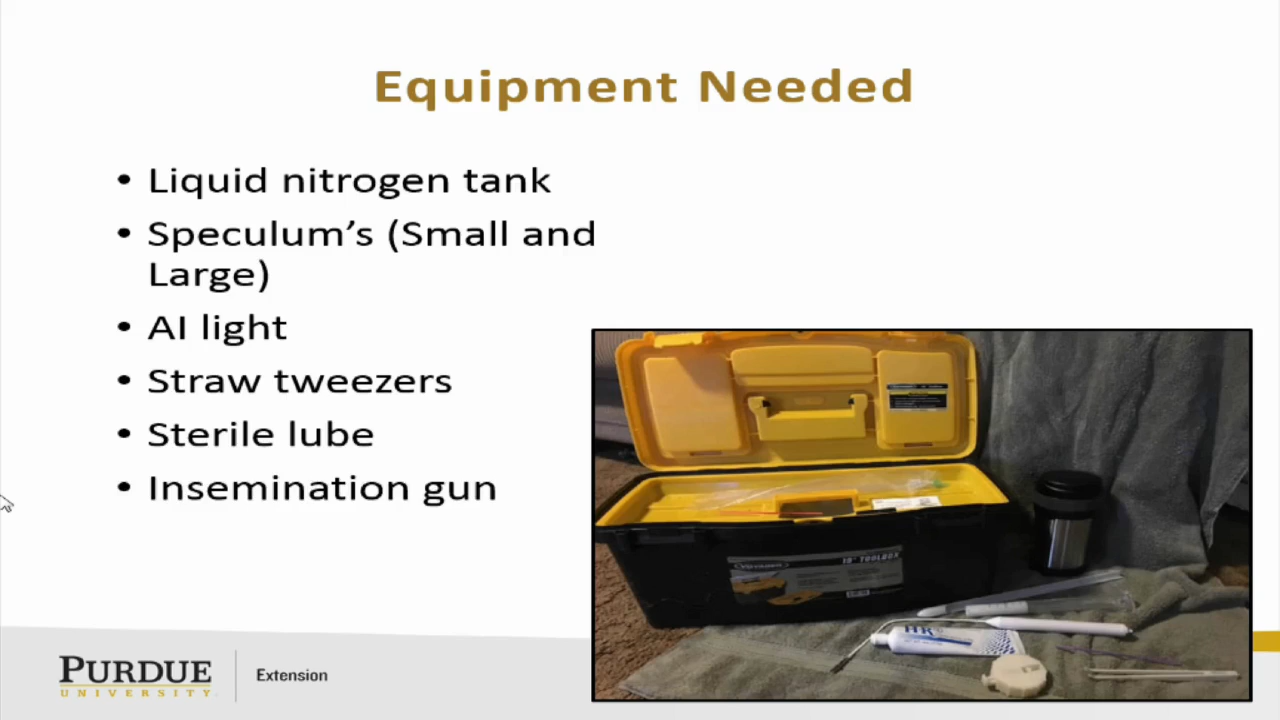 Equipment Needed
• Liquid nitrogen tank
• Speculum’s (Small and
Large)
• AI light
• Straw tweezers
• Sterile lube
• Insemination gun
18" TOOLBOX
PURDUE
UNIVERSITY
Extension